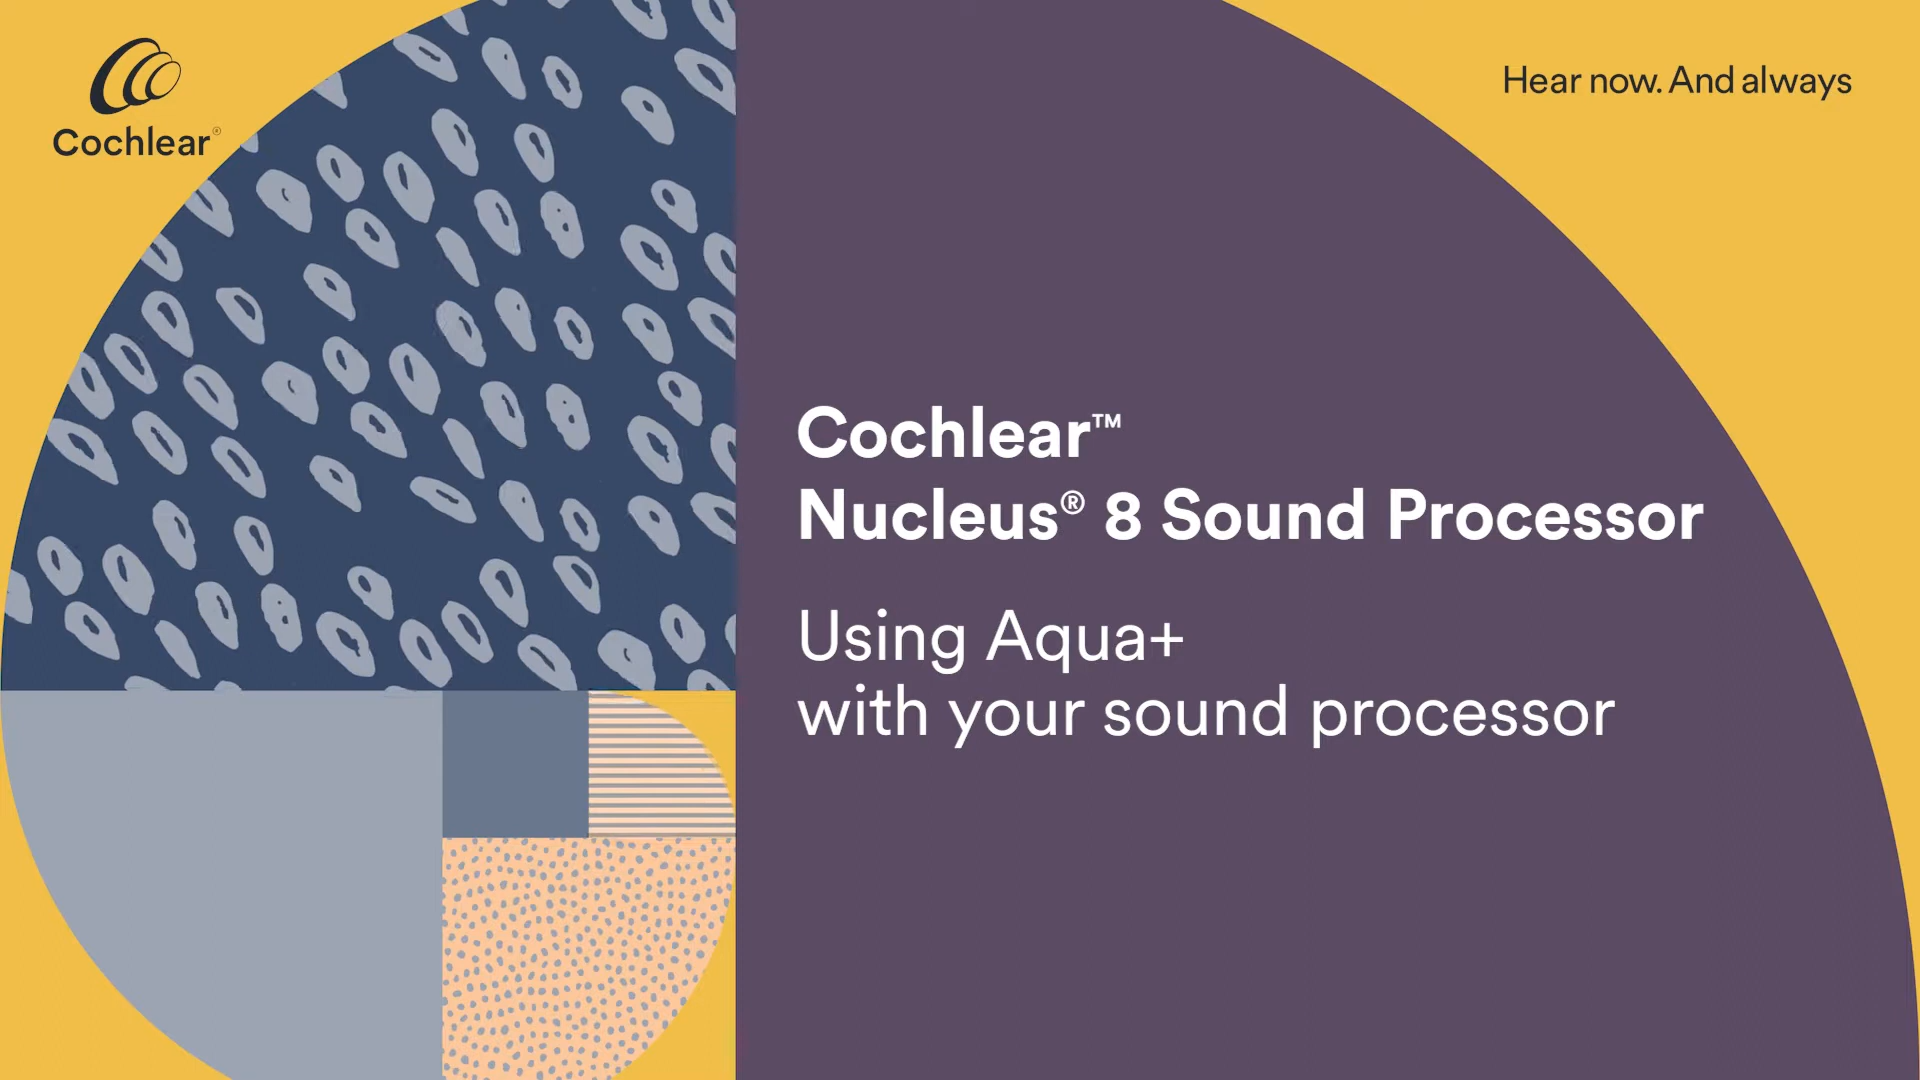 Cochlear®
Hear now. And always
Cochlear™
Nucleus® 8 Sound Processor
Using Aqua+
with your sound processor